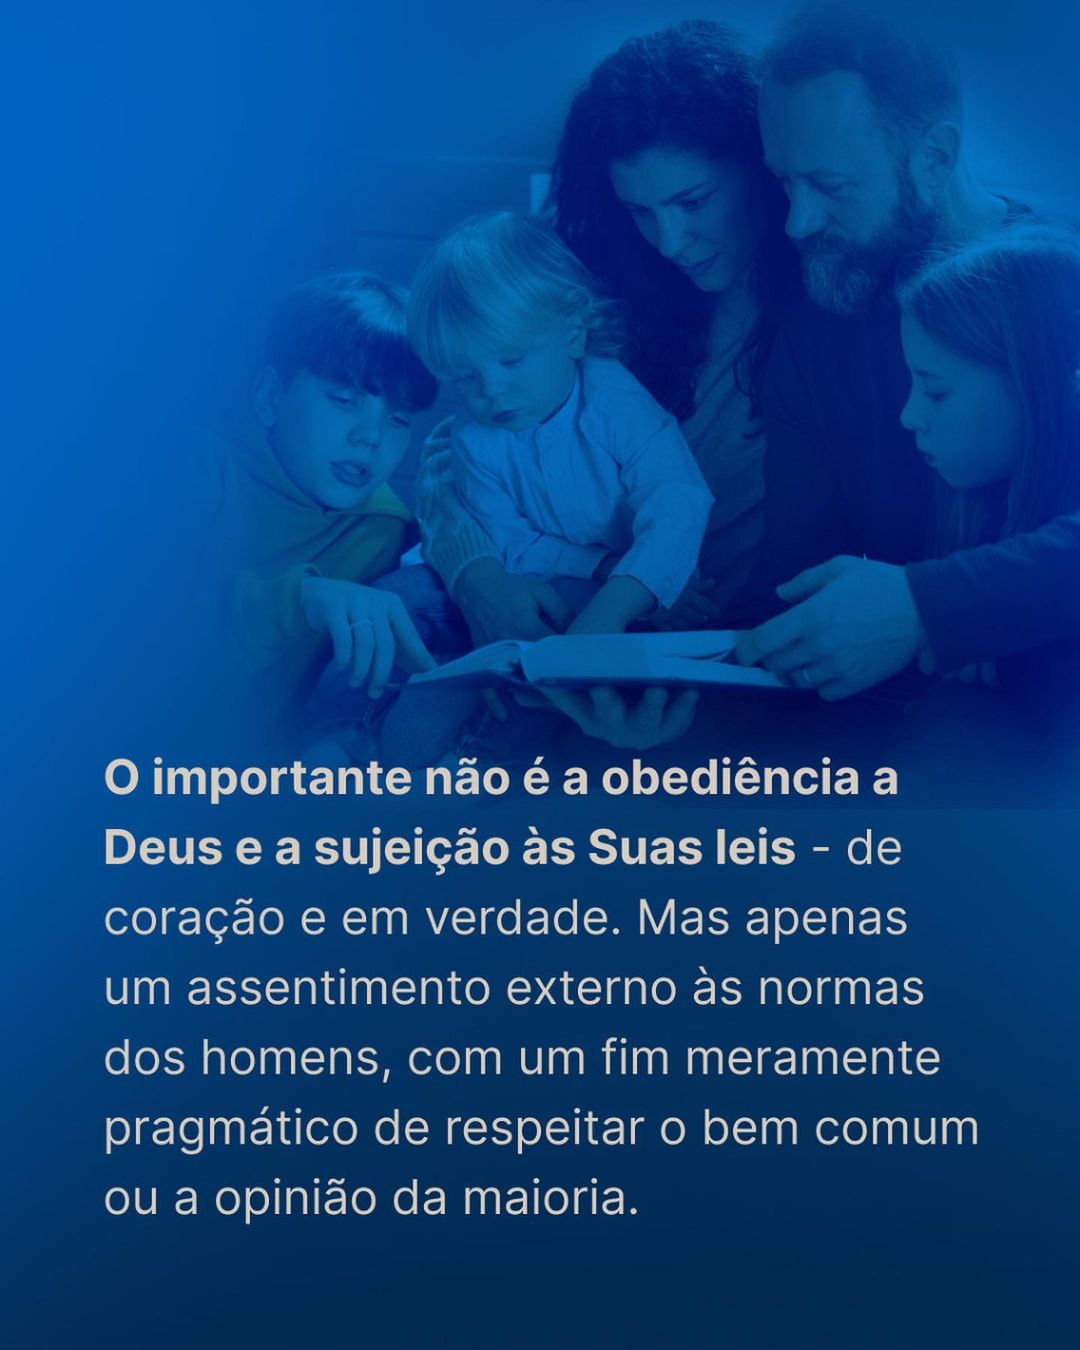 O importante não é a obediência a
Deus e a sujeição às Suas leis - de
coração e em verdade. Mas apenas
um assentimento externo às normas
dos homens, com um fim meramente
pragmático de respeitar o bem comum
ou a opinião da maioria.